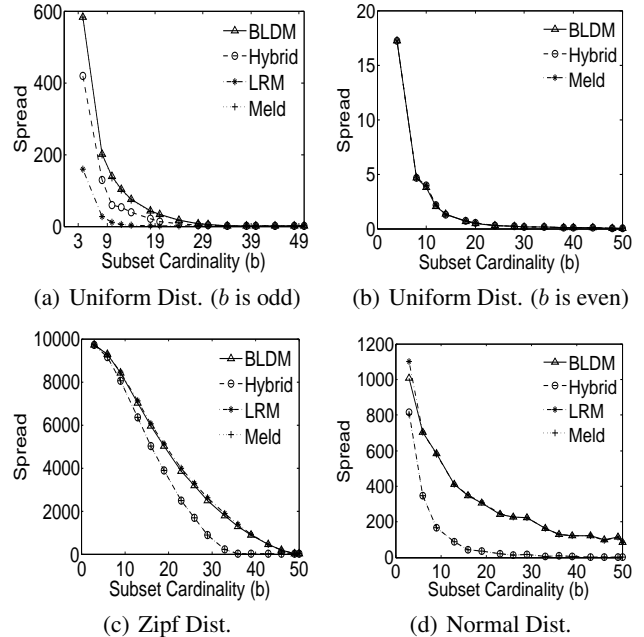 600
400
200
0
Spread
3 9 19 29 39 49
Subset Cardinality (b)
BLDM
Hybrid
LRM
Meld
(a) Uniform Dist. (b is odd)
20
15
10
5
0
Spread
0 10 20 30 40 50
Subset Cardinality (b)
BLDM
Hybrid
LRM
Meld
(b) Uniform Dist. (b is even)
10000
8000
6000
4000
2000
0
Spread
0 10 20 30 40 50
Subset Cardinality (b)
BLDM
Hybrid
LRM
Meld
(c) Zipf Dist.
1200
1000
800
600
400
200
0
Spread
0 10 20 30 40 50
Subset Cardinality (b)
BLDM
Hybrid
LRM
Meld
(d) Normal Dist.